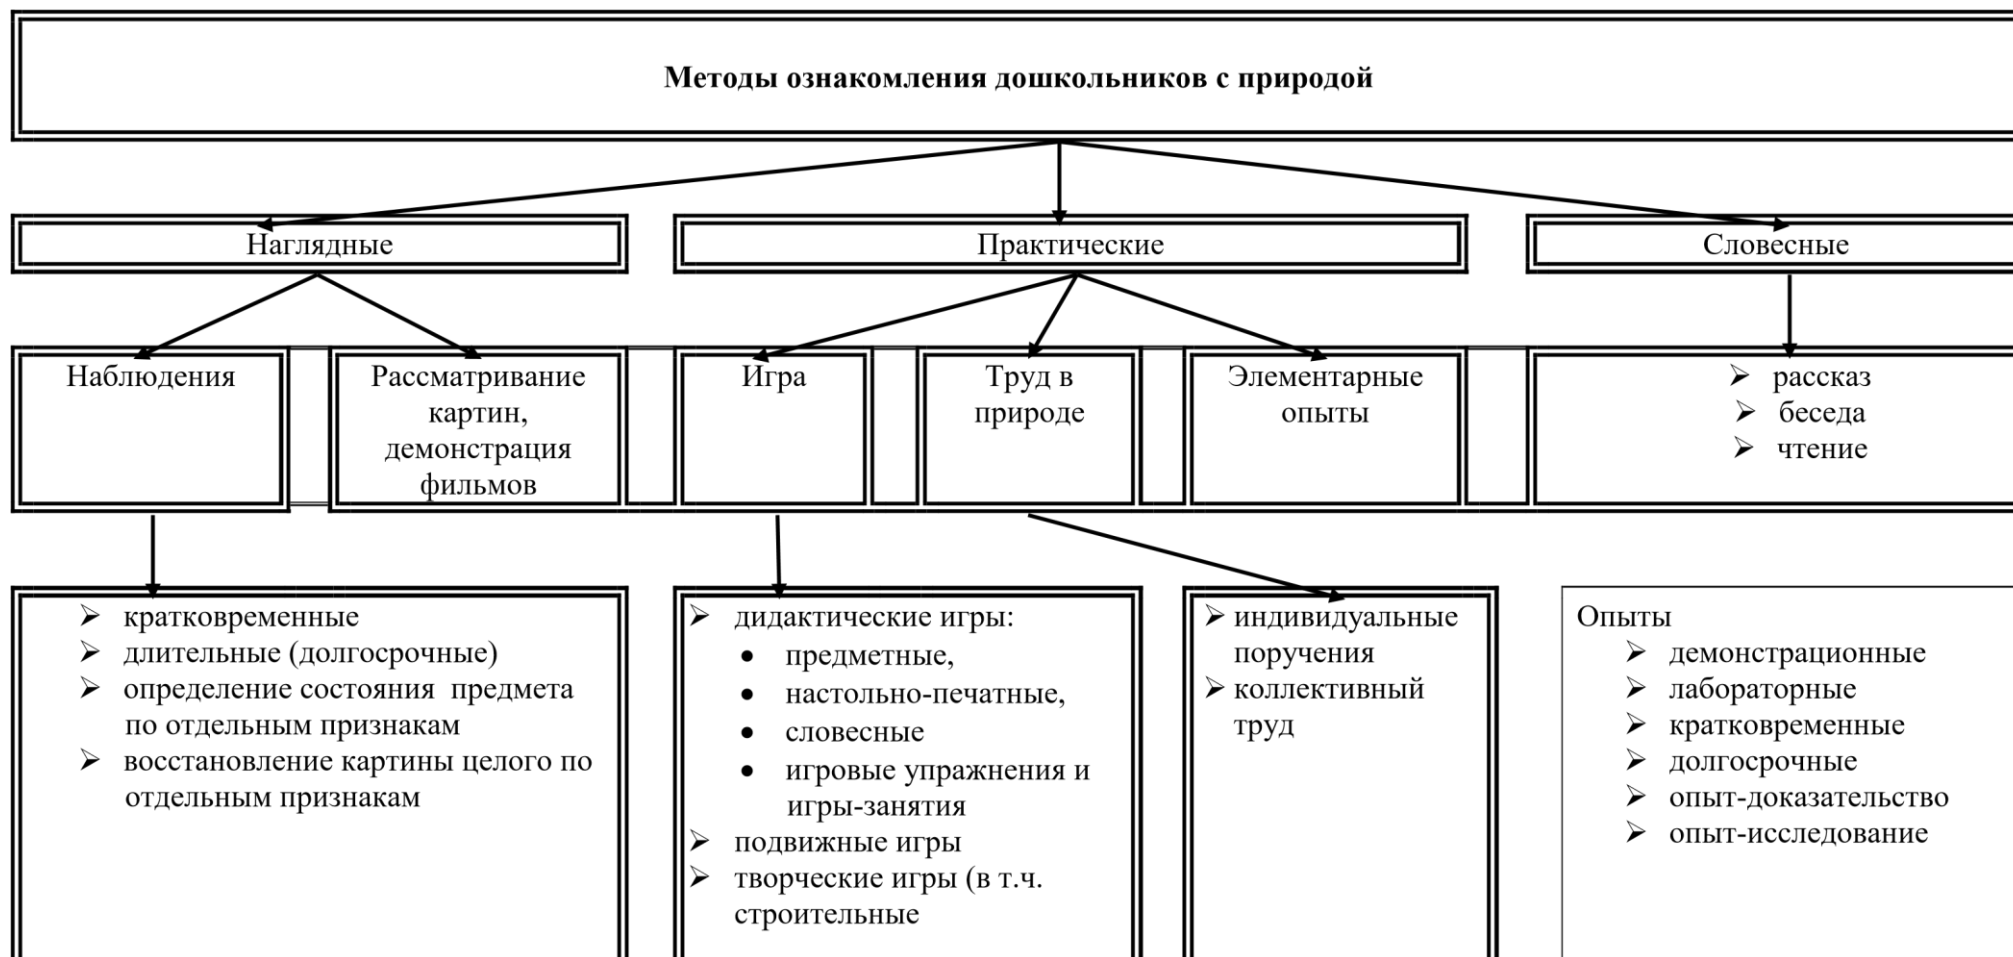 Методы ознакомления дошкольников с природой
Наглядные
Практические
Словесные
Наблюдения
Рассматривание
картин,
демонстрация
фильмов
Игра
Труд в
природе
Элементарные
опыты
➢ рассказ
➢ беседа
➢ чтение
➢ кратковременные
➢ длительные (долгосрочные)
➢ определение состояния предмета
по отдельным признакам
➢ восстановление картины целого по
отдельным признакам
➢ дидактические игры:
• предметные,
• настольно-печатные,
• словесные
• игровые упражнения и
игры-занятия
➢ подвижные игры
➢ творческие игры (в т.ч.
строительные
➢ индивидуальные
поручения
➢ коллективный
труд
Опыты
➢ демонстрационные
➢ лабораторные
➢ кратковременные
➢ долгосрочные
➢ опыт-доказательство
➢ опыт-исследование